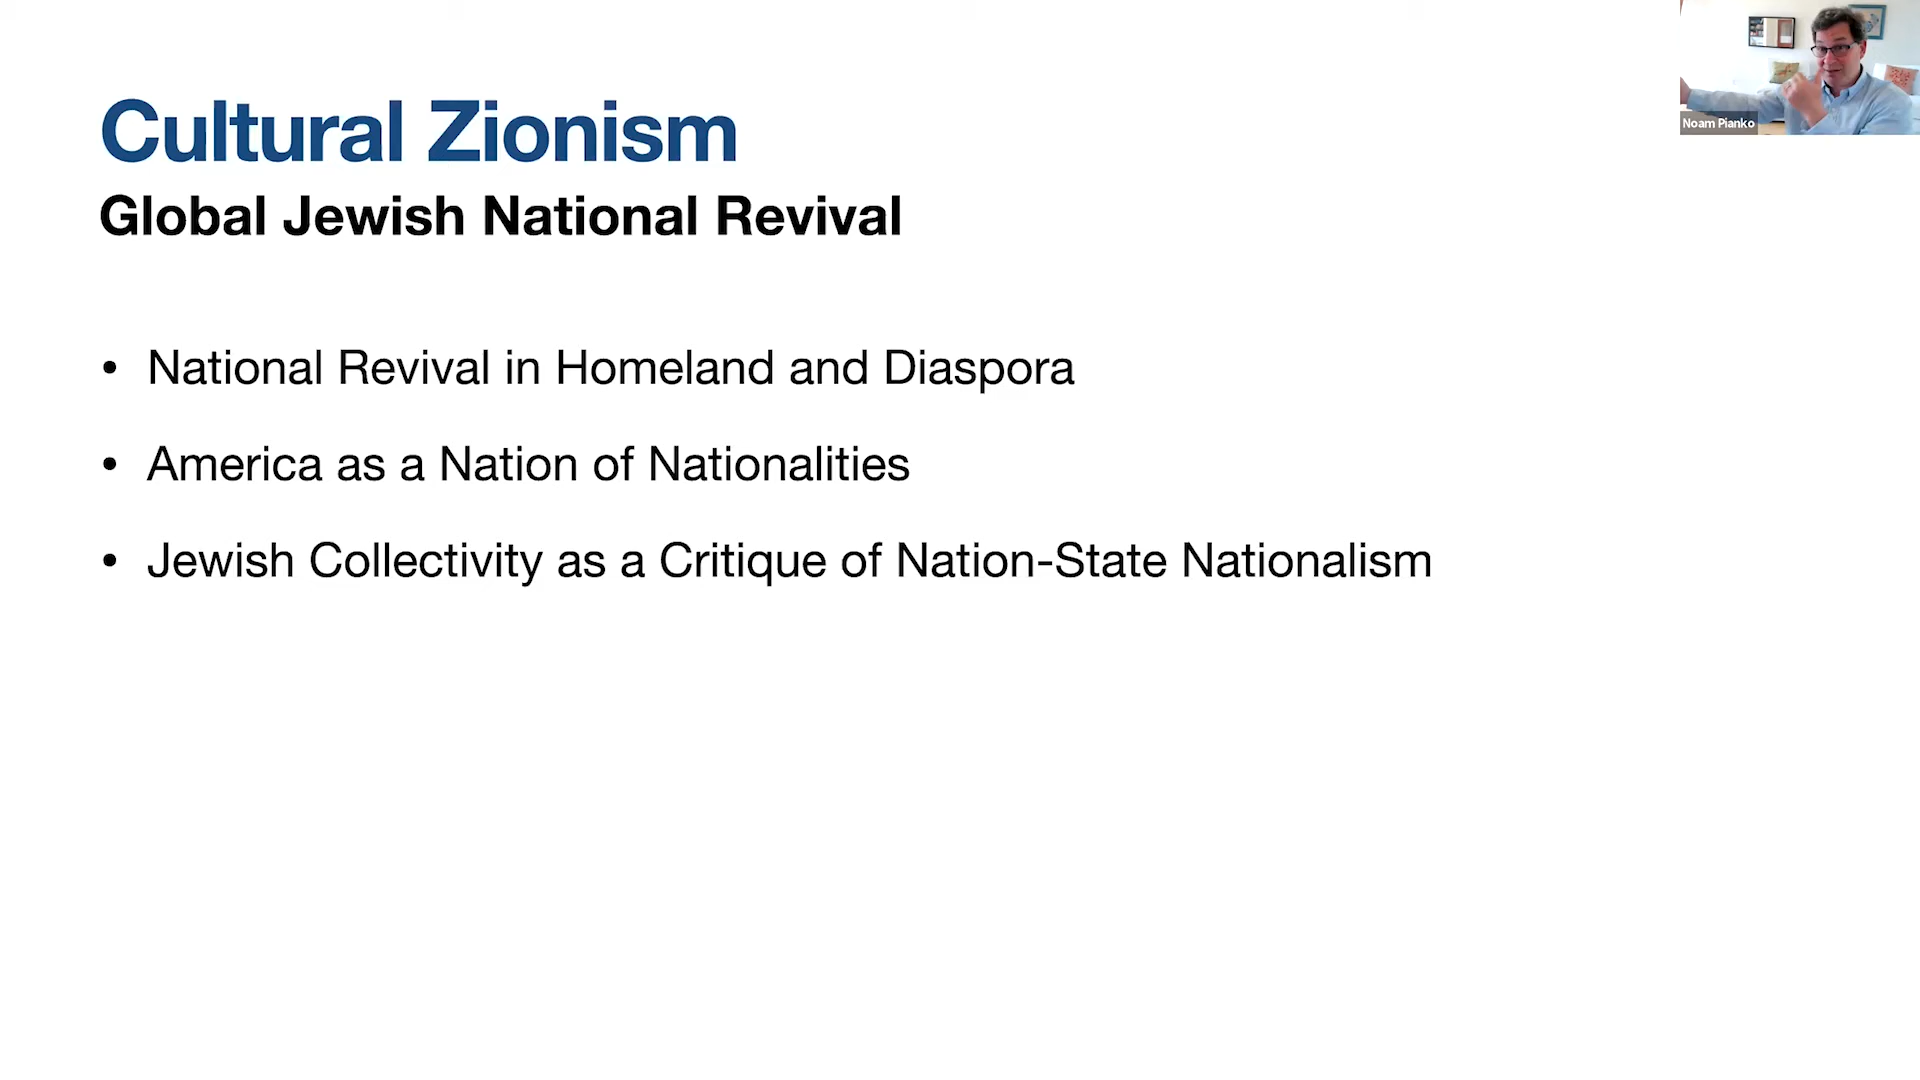 Cultural Zionism
Global Jewish National Revival
• National Revival in Homeland and Diaspora
• America as a Nation of Nationalities
• Jewish Collectivity as a Critique of Nation-State Nationalism
Noam Pianko